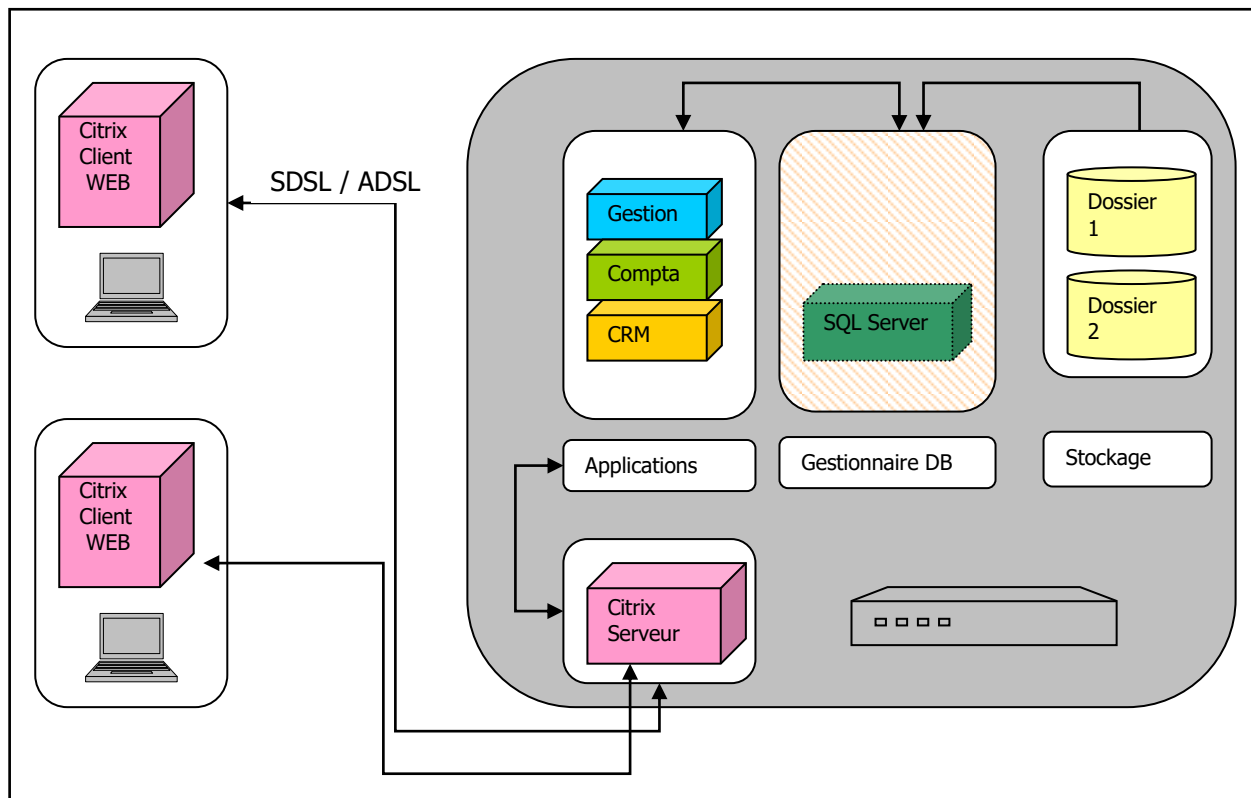 Citrix
Client
WEB
SDSL / ADSL
Citrix
Client
WEB
Gestion
Compta
CRM
SQL Server
Dossier
1
Dossier
2
Applications
Gestionnaire DB
Stockage
Citrix
Serveur